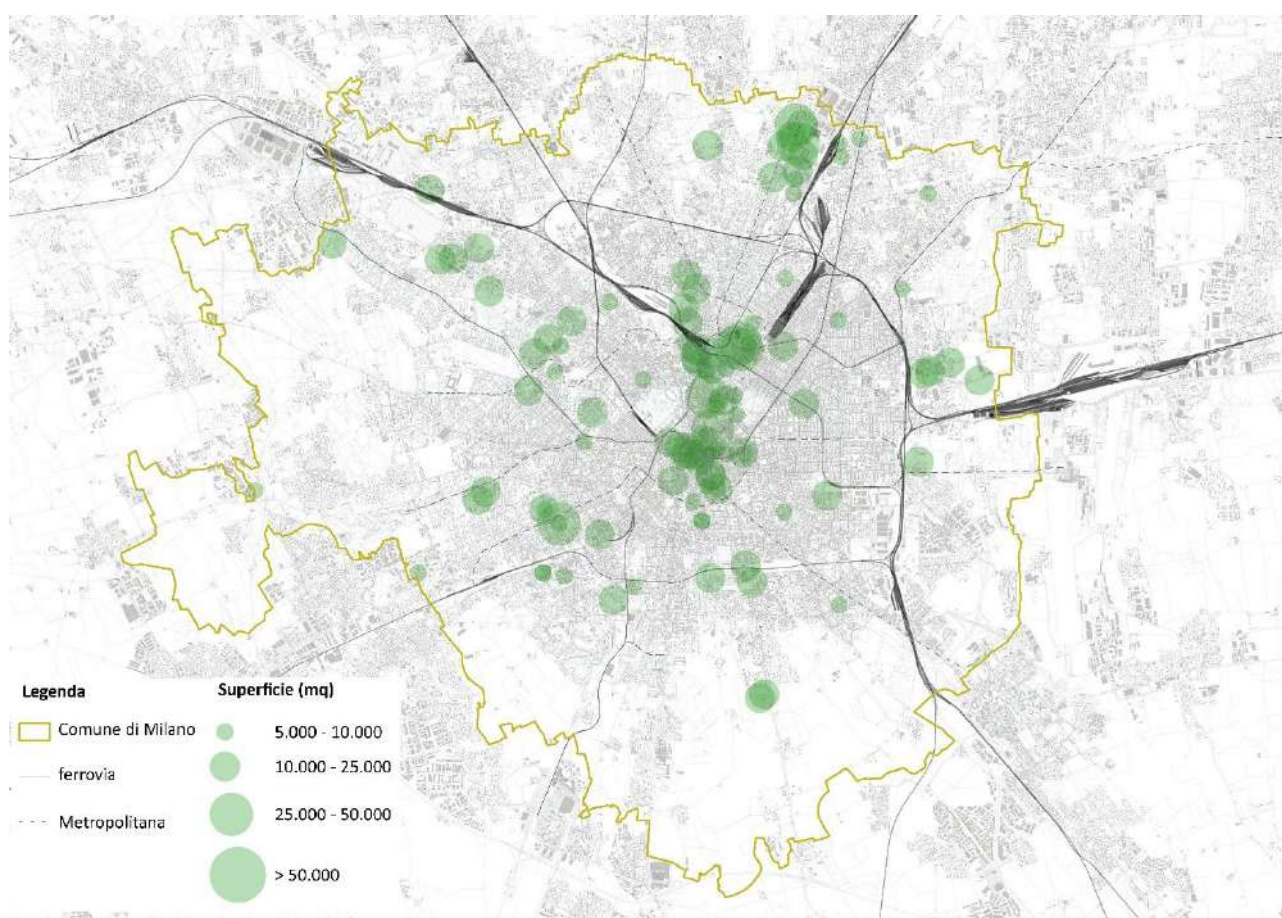 Legenda
Comune di Milano
ferrovia
Metropolitana
Superficie (mq)
5.000 - 10.000
10.000 - 25.000
25.000 - 50.000
> 50.000